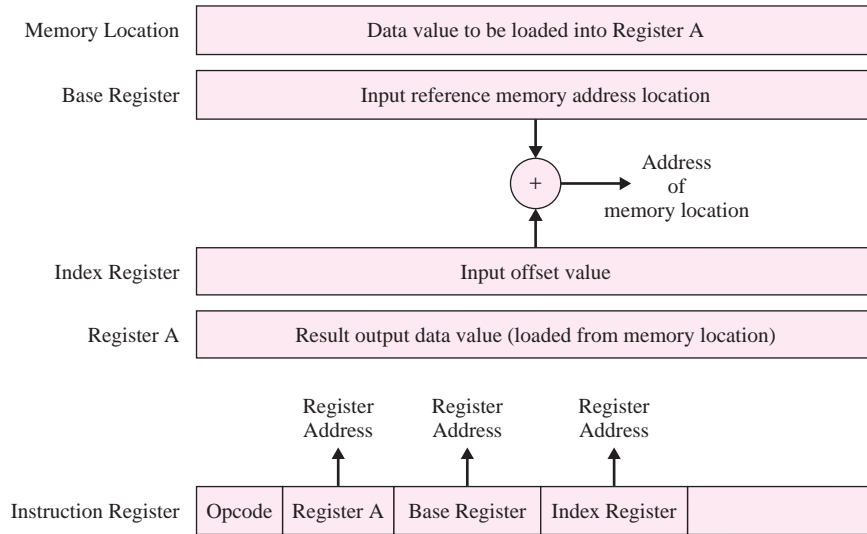 Memory Location
Data value to be loaded into Register A
Base Register
Input reference memory address location
+
Address
of
memory location
Index Register
Input offset value
Register A
Result output data value (loaded from memory location)
Register
Address
Register
Address
Register
Address
Instruction Register
Opcode
Register A
Base Register
Index Register